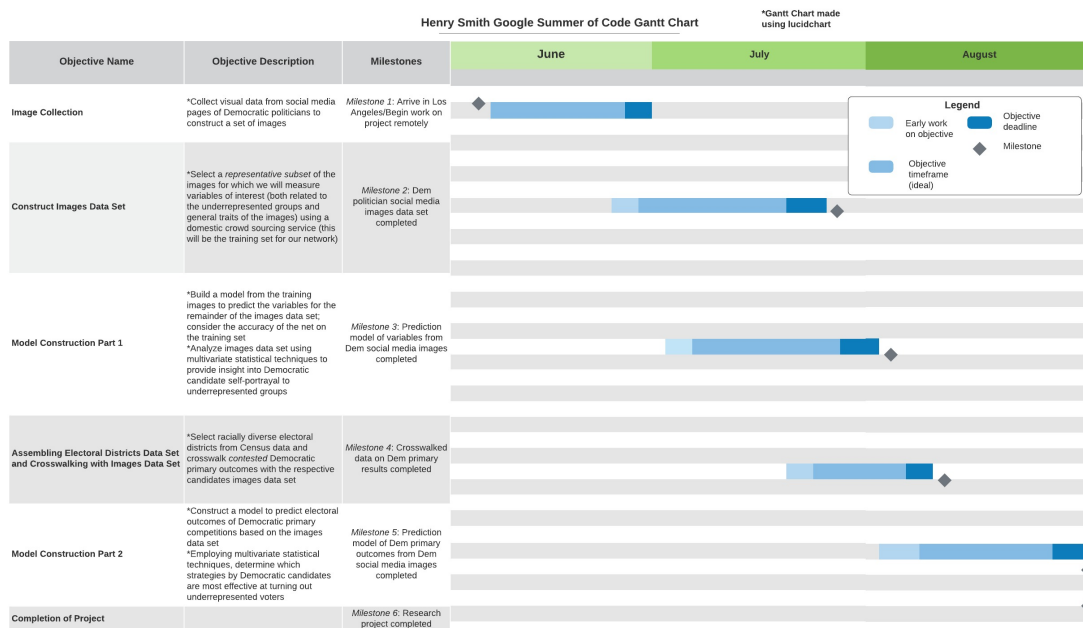 Henry Smith Google Summer of Code Gantt Chart
*Gantt Chart made
using lucidchart
Objective Name
Objective Description
Milestones
June
July
August
Image Collection
*Collect visual data from social media
pages of Democratic politicians to
construct a set of images
Milestone 1: Arrive in Los
Angeles/Begin work on
project remotely
Legend
Early work
on objective
Objective
deadline
Milestone
Objective
timeframe
(ideal)
Construct Images Data Set
*Select a representative subset of the
images for which we will measure
variables of interest (both related to
the underrepresented groups and
general traits of the images) using a
domestic crowd sourcing service (this
will be the training set for our network)
Milestone 2: Dem
politician social media
images data set
completed
Model Construction Part 1
*Build a model from the training
images to predict the variables for the
remainder of the images data set;
consider the accuracy of the net on
the training set
*Analyze images data set using
multivariate statistical techniques to
provide insight into Democratic
candidate self-portrayal to
underrepresented groups
Milestone 3: Prediction
model of variables from
Dem social media images
completed
Assembling Electoral Districts Data Set
and Crosswalking with Images Data Set
*Select racially diverse electoral
districts from Census data and
crosswalk contested Democratic
primary outcomes with the respective
candidates images data set
Milestone 4: Crosswalked
data on Dem primary
results completed
Model Construction Part 2
*Construct a model to predict electoral
outcomes of Democratic primary
competitions based on the images
data set
*Employing multivariate statistical
techniques, determine which
strategies by Democratic candidates
are most effective at turning out
underrepresented voters
Milestone 5: Prediction
model of Dem primary
outcomes from Dem
social media images
completed
Completion of Project
Milestone 6: Research
project completed